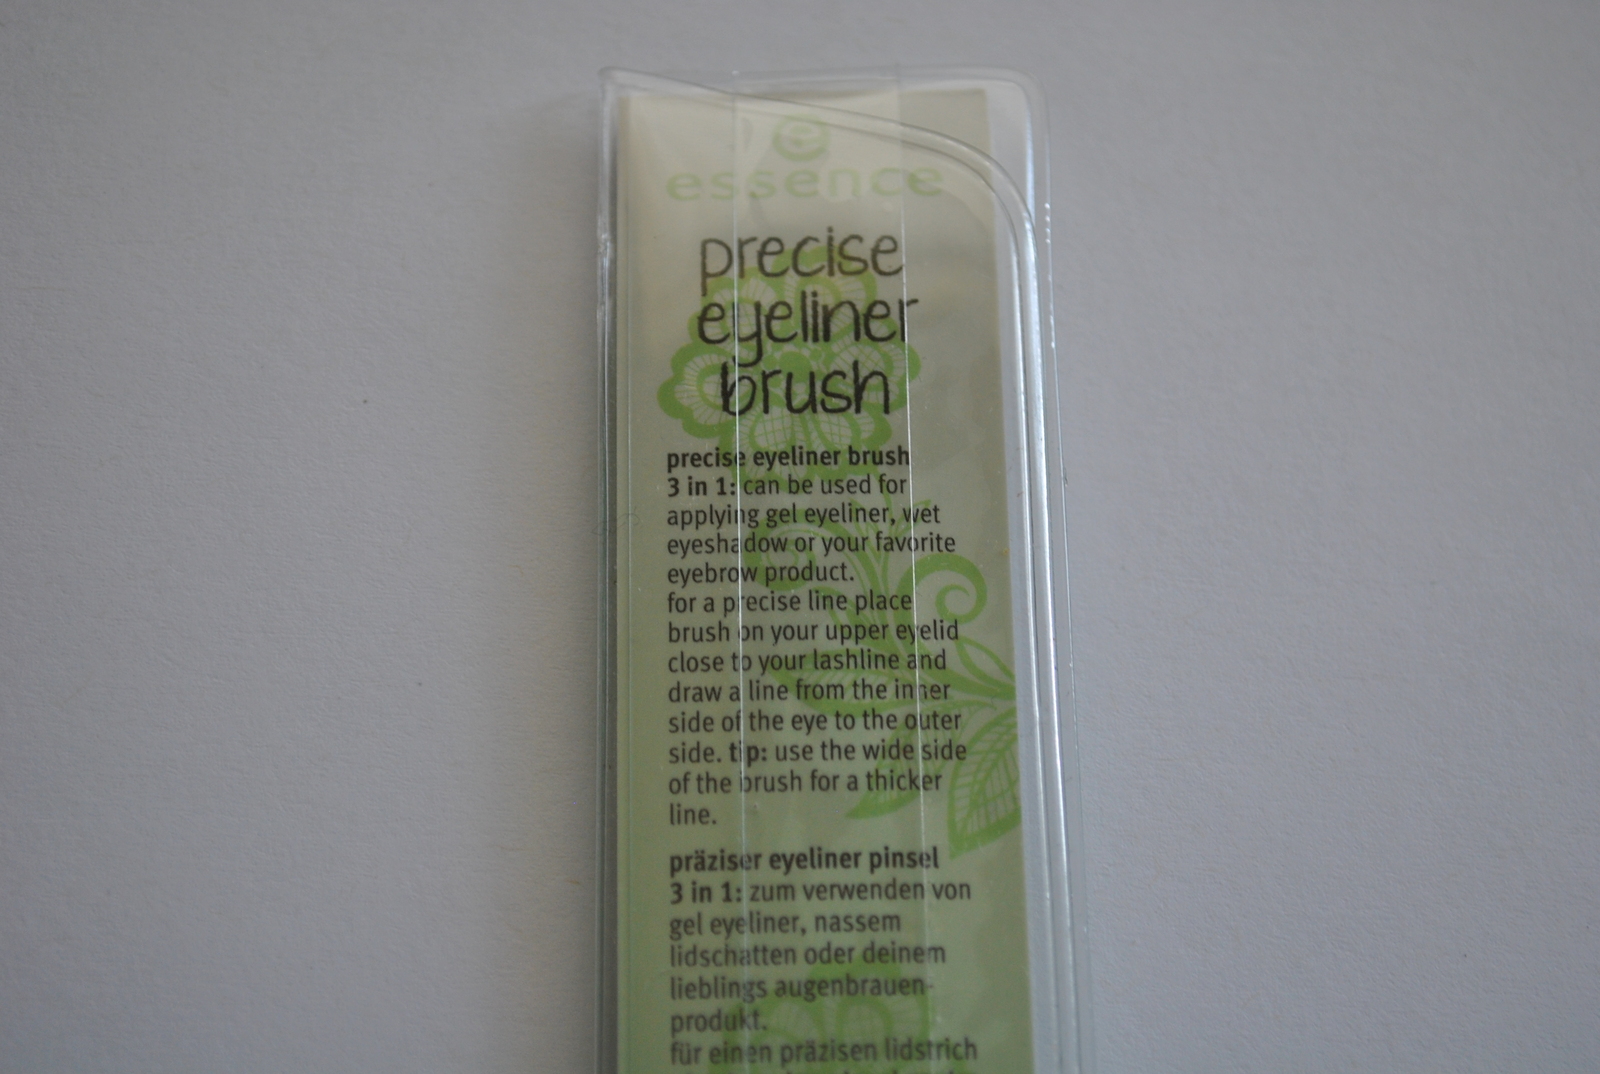 e
essence
precise
eyeliner
brush
precise eyeliner brush
3 in 1: can be used for
applying gel eyeliner, wet
eyeshadow or your favorite
eyebrow product.
for a precise line place
brush on your upper eyelid
close to your lashline and
draw a line from the inner
side of the eye to the outer
side. tip: use the wide side
of the brush for a thicker
line.
präziser eyeliner pinsel
3 in 1: zum verwenden von
gel eyeliner, nassem
lidschatten oder deinem
lieblings augenbrauen-
produkt.
für einen präzisen lidstrich